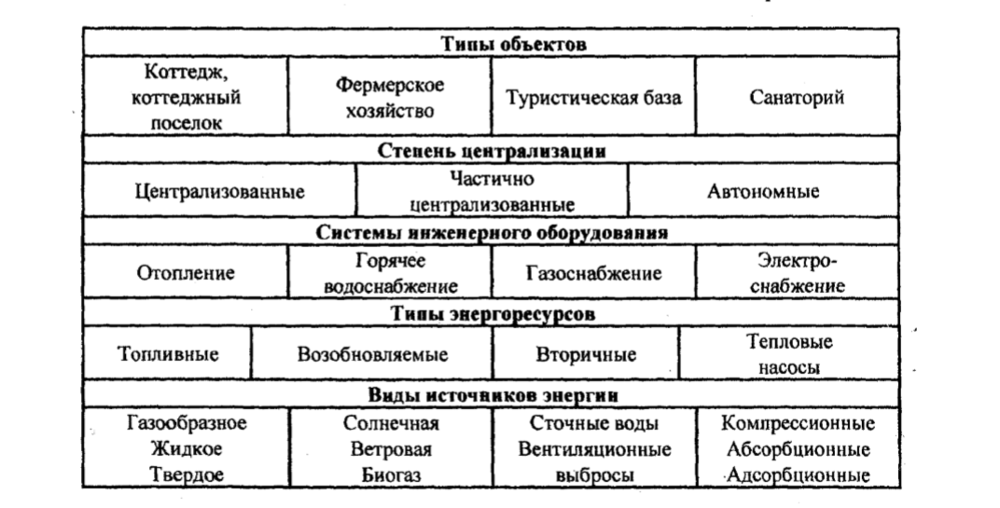 Типы объектов
Коттедж,
коттеджный
поселок
Фермерское
хозяйство
Туристическая база
Санаторий
Степень централизации
Централизованные
Частично
централизованные
Автономные
Системы инженерного оборудования
Отопление
Горячее
водоснабжение
Газоснабжение
Электро-
снабжение
Типы энергоресурсов
Топливные
Возобновляемые
Вторичные
Тепловые
насосы
Виды источников энергии
Газообразное
Жидкое
Твердое
Солнечная
Ветровая
Биогаз
Сточные воды
Вентиляционные
выбросы
Компрессионные
Абсорбционные
Адсорбционные